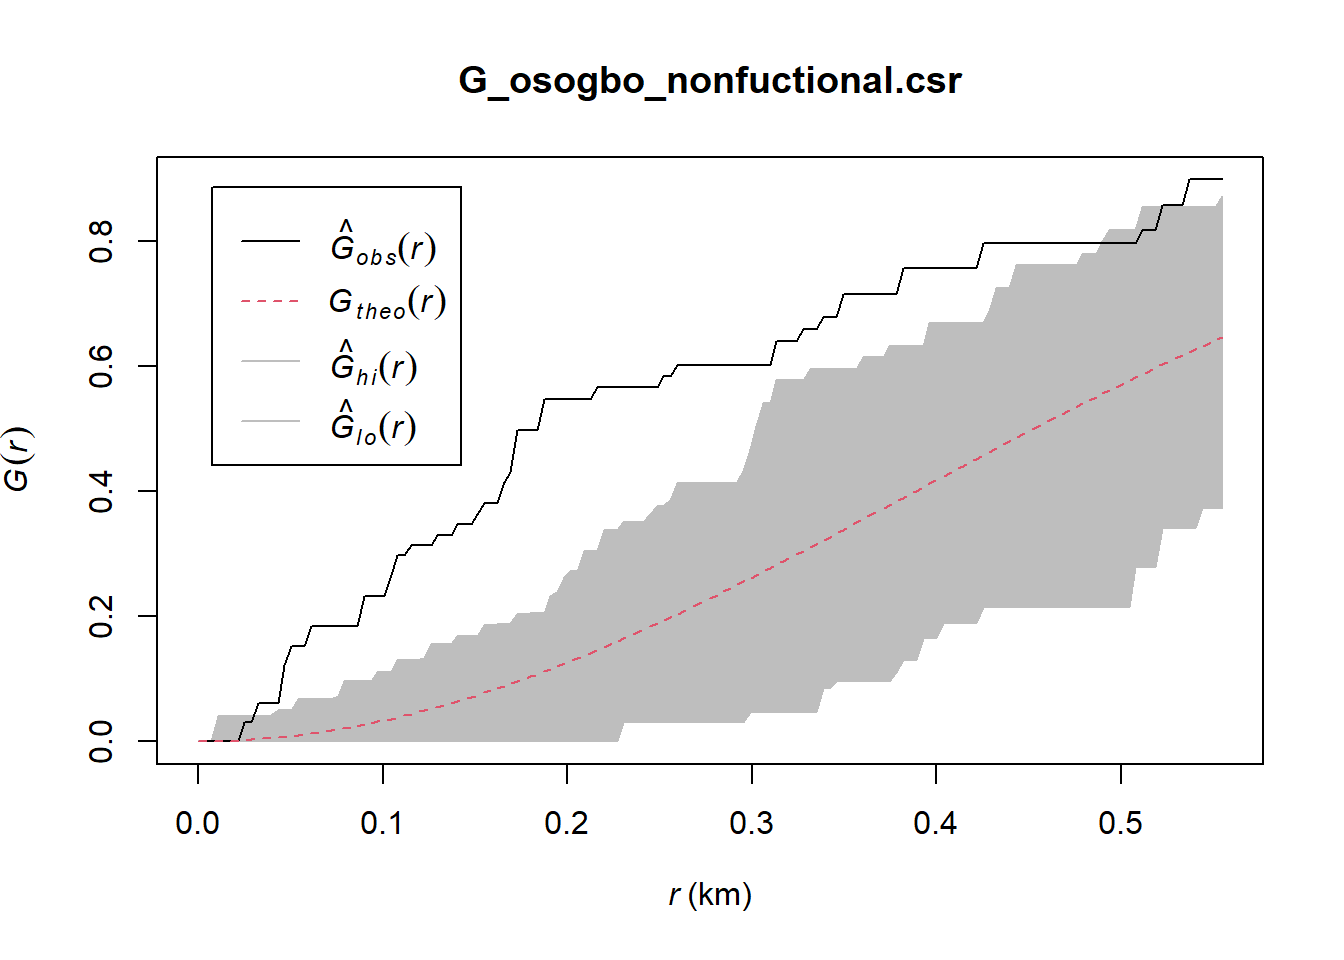 G_osogbo_nonfuctional.csr
Ĝobs(r)
Gtheo(r)
Ĝhi(r)
Ĝlo(r)
G(r)
0.8
0.6
0.4
0.2
0.0
0.0 0.1 0.2 0.3 0.4 0.5
r (km)